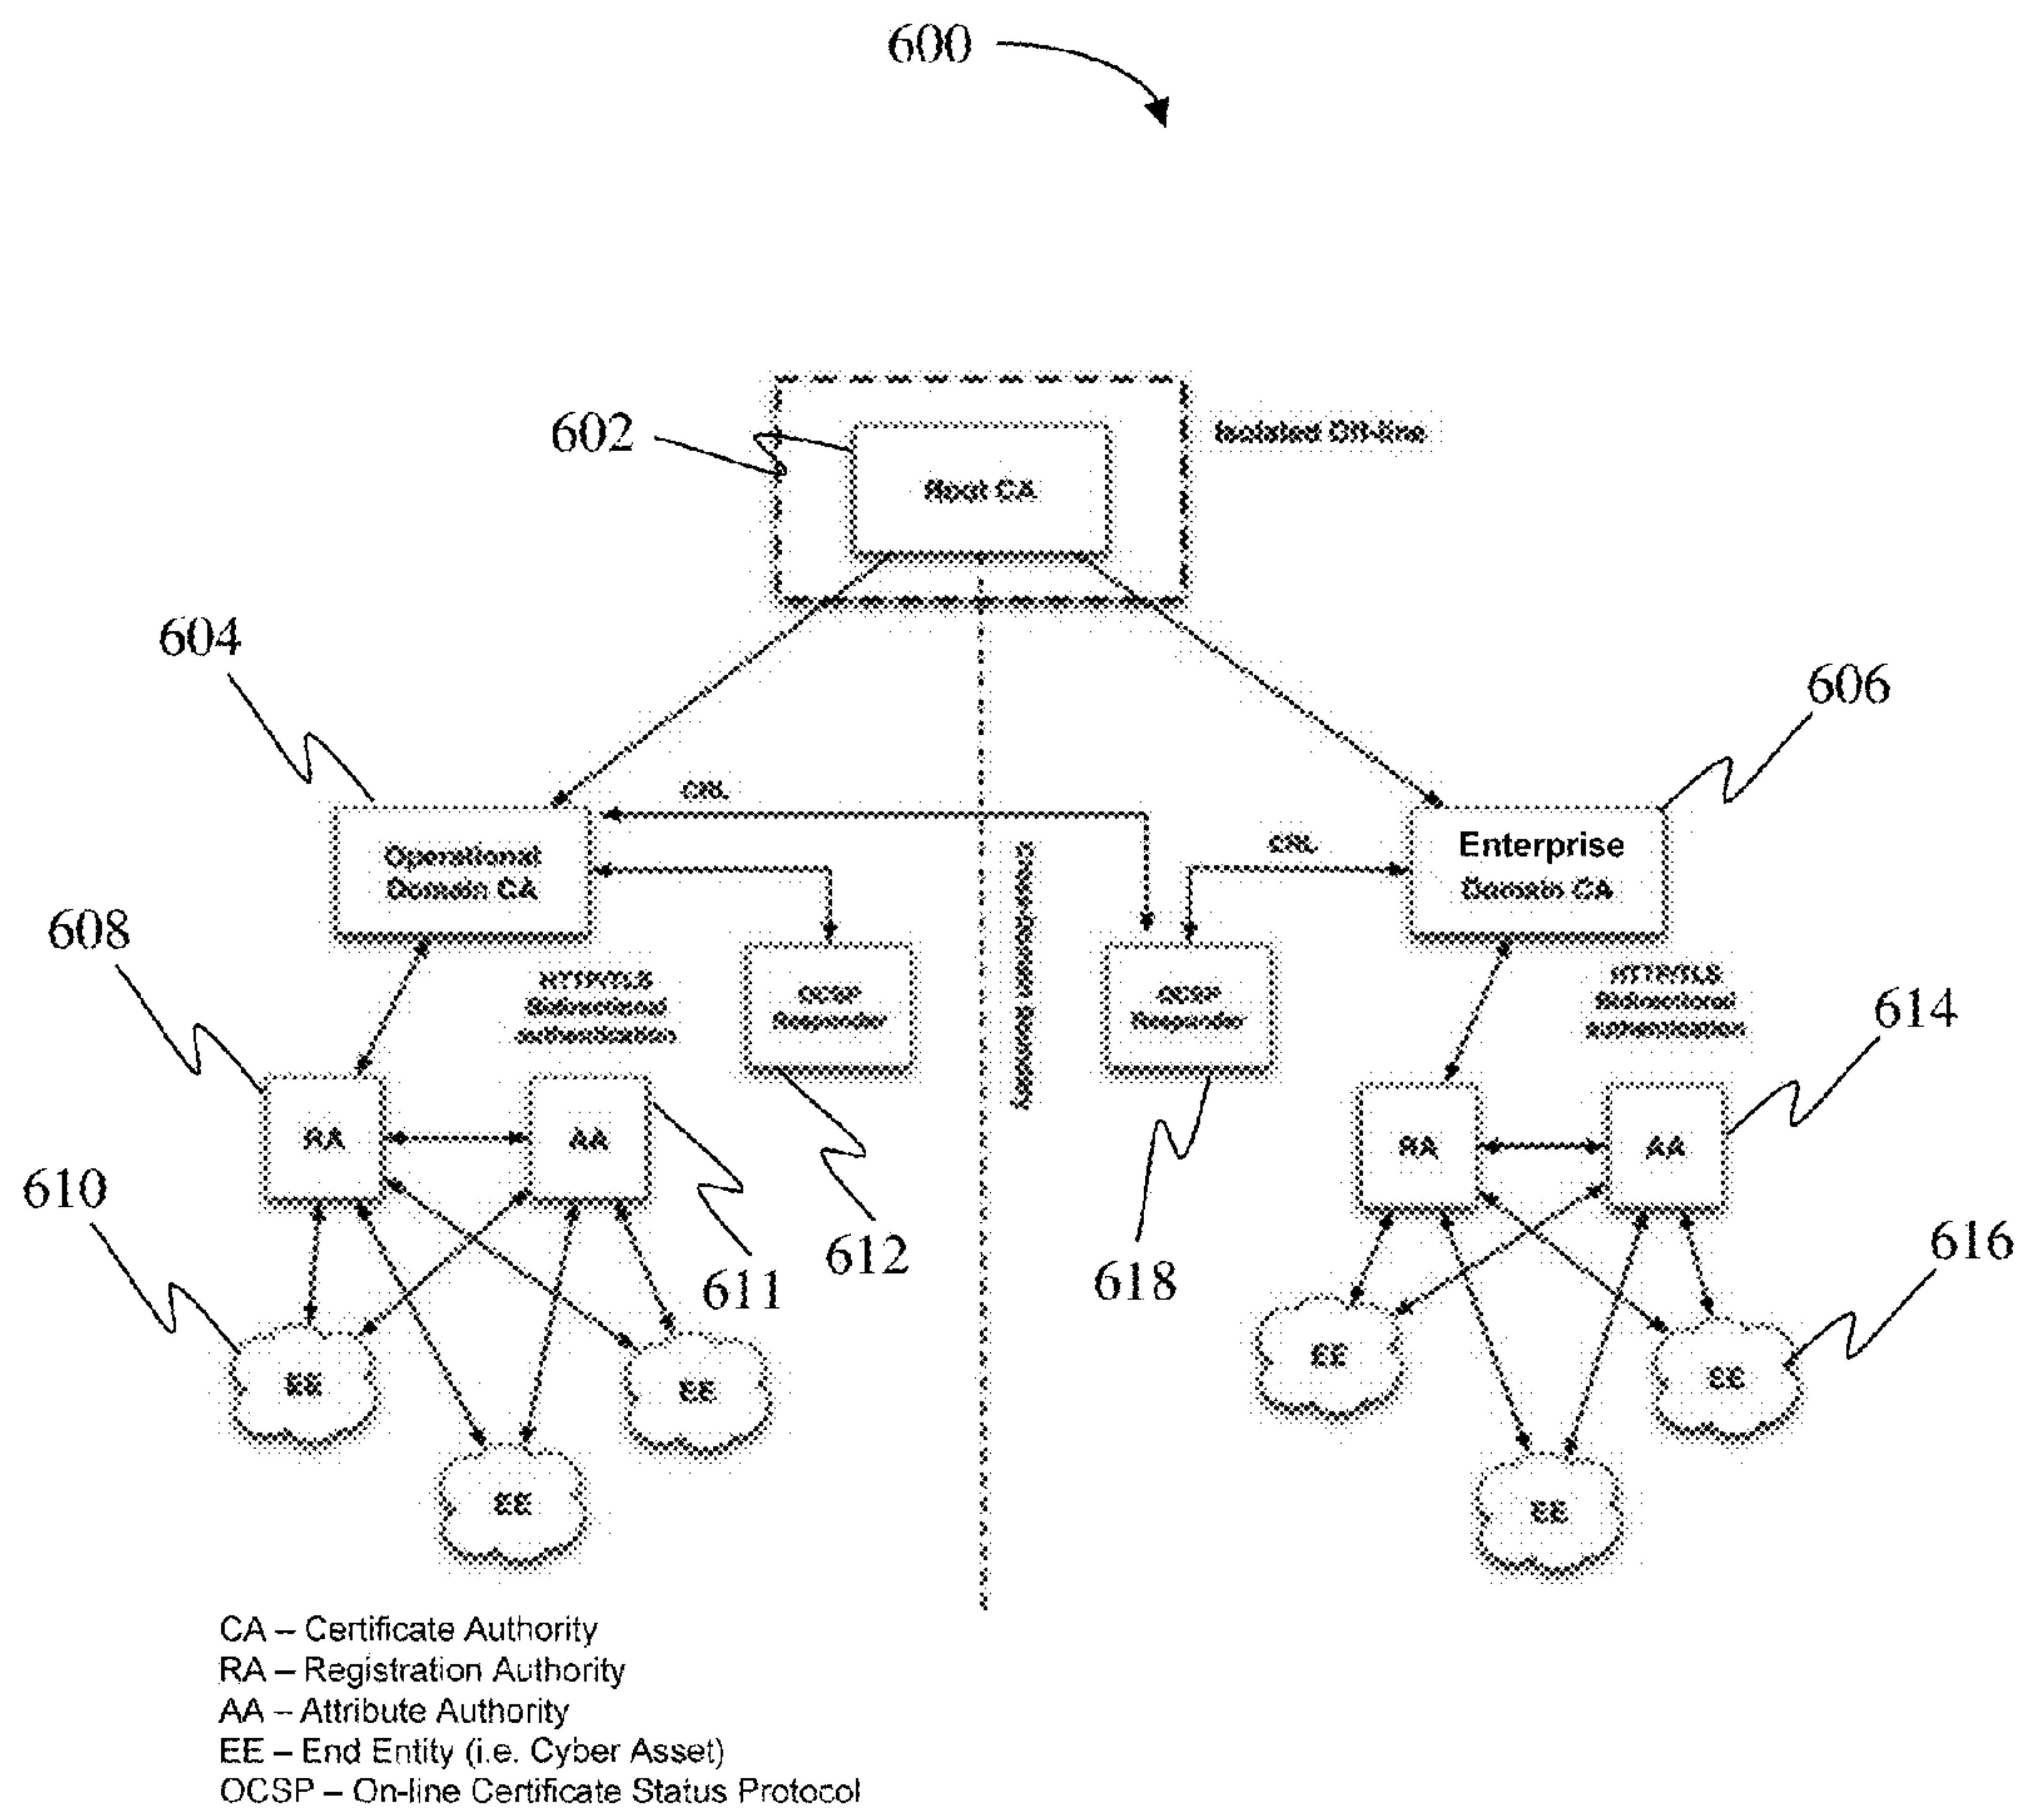 600
602
Isolated Off-line
Root CA
604
606
CRL
CRL
Operational
Domain CA
Enterprise
Domain CA
608
HTTP/TLS
Bidirectional
authentication
OCSP
Responder
OCSP
Responder
HTTP/TLS
Bidirectional
authentication
614
RA
AA
RA
AA
610
611
612
618
616
EE
EE
EE
EE
EE
EE
CA – Certificate Authority
RA – Registration Authority
AA – Attribute Authority
EE – End Entity (i.e. Cyber Asset)
OCSP – On-line Certificate Status Protocol